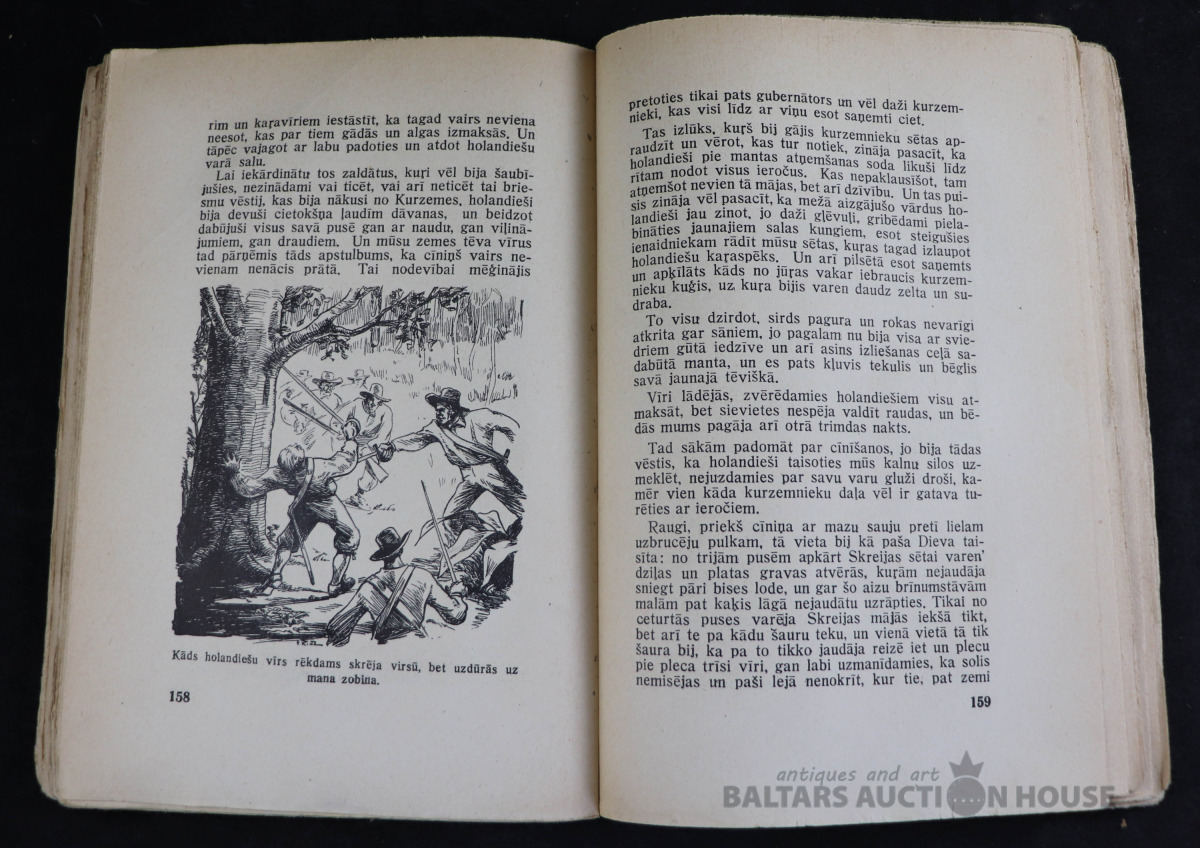 rim un kaŗavīriem iestāstīt, ka tagad vairs neviena
neesot, kas par tiem gādās un algas izmaksās. Un
tāpēc vajagot ar labu padoties un atdot holandiešu
varā salu.
Lai iekārdinātu tos zaldātus, kuŗi vēl bija šaubī-
jušies, nezinādami vai ticēt, vai arī neticēt tai brie-
smu vēstij, kas bija nākusi no Kurzemes, holandieši
bija devuši cietokšņa ļaudīm dāvanas, un beidzot
dabūjuši visus savā pusē gan ar naudu, gan viļinā-
jumiem, gan draudiem. Un mūsu zemes tēva vīrus
tad pārņēmis tāds apstulbums, ka cīniņš vairs ne-
vienam nenācis prātā. Tai nodevībai mēģinājis
Kāds holandiešu vīrs rēkdams skrēja virsū, bet uzdūrās uz
mana zobiņa.
158
pretoties tikai pats gubernātors un vēl daži kurzem-
nieki, kas visi līdz ar viņu esot saņemti ciet.
Tas izlūks, kuŗš bij gājis kurzemnieku sētas ap-
raudzīt un vērot, kas tur notiek, zināja pasacīt, ka
holandieši pie mantas atņemšanas soda likuši līdz
rītam nodot visus ieročus. Kas nepaklausīšot, tam
atņemšot nevien tā mājas, bet arī dzīvību. Un tas pui-
sis zināja vēl pasacīt, ka mežā aizgājušo vārdus ho-
landieši jau zinot, jo daži gļēvuļi, gribēdami piela-
bināties jaunajiem salas kungiem, esot steigušies
ienaidniekam rādīt mūsu sētas, kuŗas tagad izlaupot
holandiešu kaŗaspēks. Un arī pilsētā esot saņemts
un apķīlāts kāds no jūŗas vakar iebraucis kurzem-
nieku kuģis, uz kuŗa bijis varen daudz zelta un su-
draba.
To visu dzirdot, sirds pagura un rokas nevarīgi
atkrita gar sāniem, jo pagalam nu bija visa ar svie-
driem gūtā iedzīve un arī asins izliešanas ceļā sa-
dabūtā manta, un es pats kļuvis tekulis un bēglis
savā jaunajā tēviškā.
Vīri lādējās, zvērēdamies holandiešiem visu at-
maksāt, bet sievietes nespēja valdīt raudas, un bē-
dās mums pagāja arī otrā trimdas nakts.
Tad sākām padomāt par cīnīšanos, jo bija tādas
vēstis, ka holandieši taisoties mūs kalnu silos uz-
meklēt, nejuzdamies par savu varu gluži droši, ka-
mēr vien kāda kurzemnieku daļa vēl ir gatava tu-
rēties ar ieročiem.
Raugi, priekš cīniņa ar mazu sauju pretī lielam
uzbrucēju pulkam, tā vieta bij kā paša Dieva tai-
sīta: no trijām pusēm apkārt Skreijas sētai varen'
dziļas un platas gravas atvērās, kuŗām nejaudāja
sniegt pāri bises lode, un gar šo aizu brīnumstāvām
malām pat kaķis lāgā nejaudātu uzrāpties. Tikai no
ceturtās puses varēja Skreijas mājās iekšā tikt,
bet arī te pa kādu šauru teku, un vienā vietā tā tik
šaura bij, ka pa to tikko jaudāja reizē iet un plecu
pie pleca trīsi vīri, gan labi uzmanīdamies, ka solis
nemisējas un paši lejā nenokrīt, kur tie, pat zemi
159
antiques and art
BALTARS AUCTION HOUSE